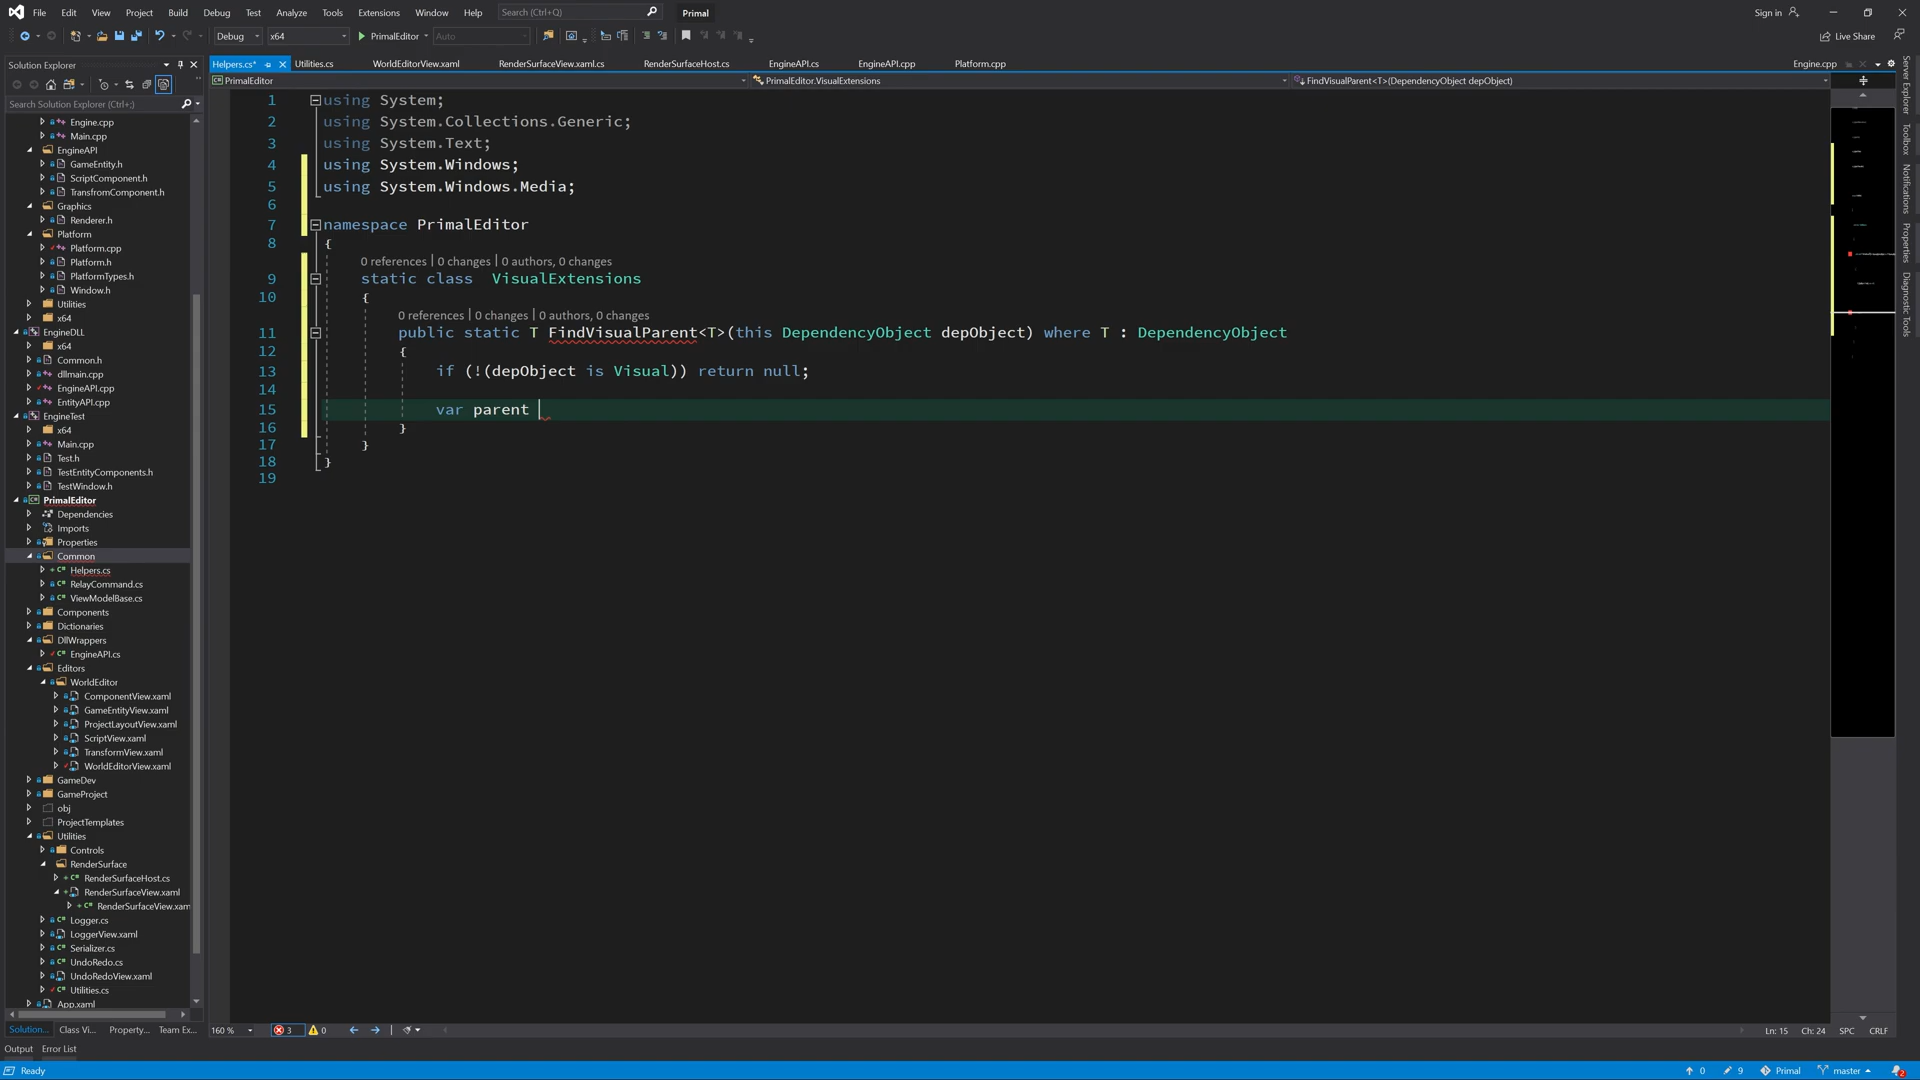 File Edit View Project Build Debug Test Analyze Tools Extensions Window Help Search (Ctrl+Q) Primal Sign in
Debug x64 PrimalEditor Auto Live Share
Solution Explorer
Search Solution Explorer (Ctrl+;)
Engine.cpp
Main.cpp
EngineAPI
GameEntity.h
ScriptComponent.h
TransfromComponent.h
Graphics
Renderer.h
Platform
Platform.cpp
Platform.h
PlatformTypes.h
Window.h
Utilities
x64
EngineDLL
x64
Common.h
dllmain.cpp
EngineAPI.cpp
EntityAPI.cpp
EngineTest
x64
Main.cpp
Test.h
TestEntityComponents.h
TestWindow.h
PrimalEditor
Dependencies
Imports
Properties
Common
Helpers.cs
RelayCommand.cs
ViewModelBase.cs
Components
Dictionaries
DllWrappers
EngineAPI.cs
Editors
WorldEditor
ComponentView.xaml
GameEntityView.xaml
ProjectLayoutView.xaml
ScriptView.xaml
TransformView.xaml
WorldEditorView.xaml
GameDev
GameProject
obj
ProjectTemplates
Utilities
Controls
RenderSurface
RenderSurfaceHost.cs
RenderSurfaceView.xaml
RenderSurfaceView.xam
Logger.cs
LoggerView.xaml
Serializer.cs
UndoRedo.cs
UndoRedoView.xaml
Utilities.cs
App.xaml
Solution... Class Vi... Property... Team Ex...
Helpers.cs* Utilities.cs WorldEditorView.xaml RenderSurfaceView.xaml.cs RenderSurfaceHost.cs EngineAPI.cs EngineAPI.cpp Platform.cpp Engine.cpp
PrimalEditor PrimalEditor.VisualExtensions FindVisualParent<T>(DependencyObject depObject)
1 using System;
2 using System.Collections.Generic;
3 using System.Text;
4 using System.Windows;
5 using System.Windows.Media;
6
7 namespace PrimalEditor
8 {
0 references | 0 changes | 0 authors, 0 changes
9 static class VisualExtensions
10 {
0 references | 0 changes | 0 authors, 0 changes
11 public static T FindVisualParent<T>(this DependencyObject depObject) where T : DependencyObject
12 {
13 if (!(depObject is Visual)) return null;
14
15 var parent
16 }
17 }
18 }
19
Server Explorer
Toolbox
Notifications
Properties
Diagnostic Tools
160 % 3 0 Ln: 15 Ch: 24 SPC CRLF
Output Error List
Ready 0 9 Primal master 2